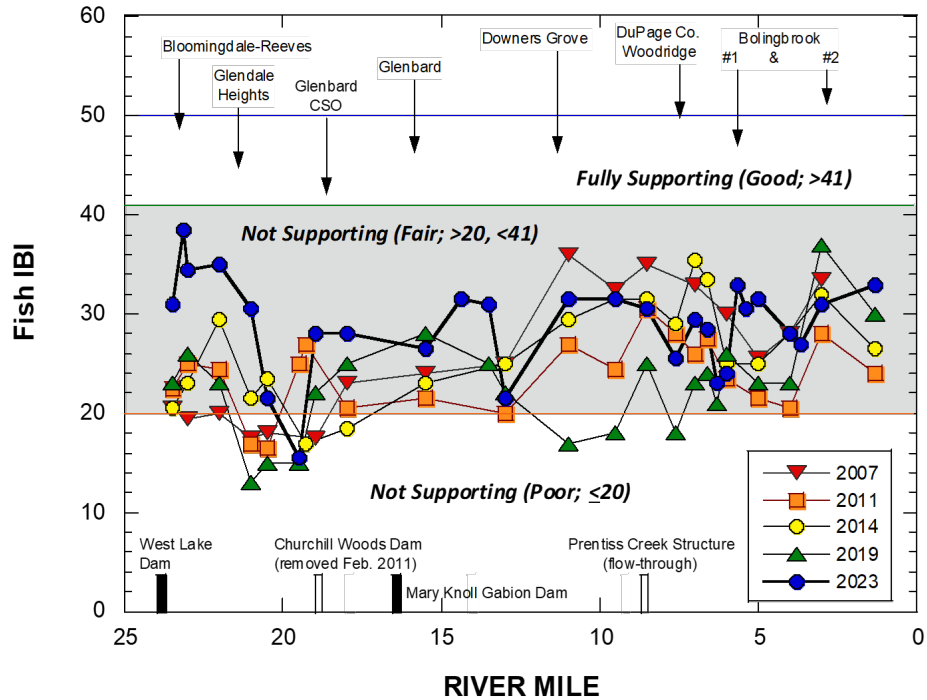 60
50
40
30
20
10
0
Fish IBI
Bloomingdale-Reeves
Glendale
Heights
Glenbard
CSO
Glenbard
Downers Grove
DuPage Co.
Woodridge
Bolingbrook
#1 & #2
Fully Supporting (Good; >41)
Not Supporting (Fair; >20, <41)
Not Supporting (Poor; ≤20)
2007
2011
2014
2019
2023
West Lake
Dam
Churchill Woods Dam
(removed Feb. 2011)
Mary Knoll Gabion Dam
Prentiss Creek Structure
(flow-through)
25 20 15 10 5 0
RIVER MILE